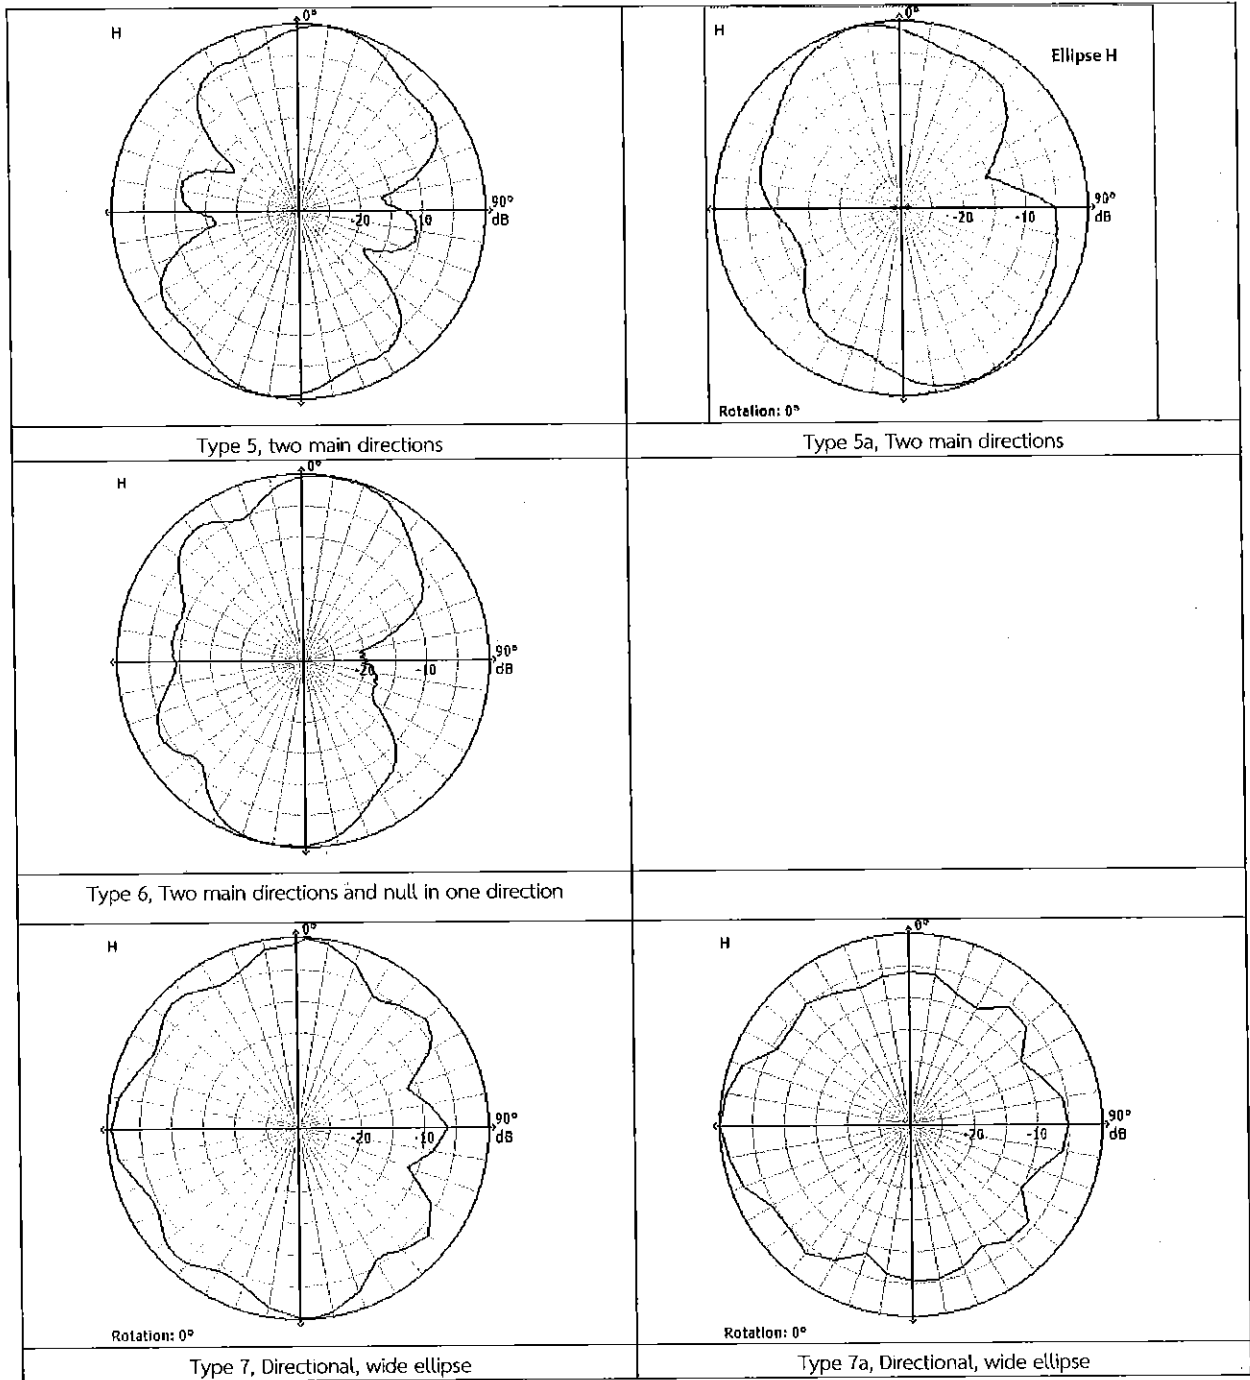 H
0°
90°
dB
-20
-10
Type 5, two main directions
H
0°
Ellipse H
90°
dB
-20
-10
Rotation: 0°
Type 5a, Two main directions
H
0°
90°
dB
-20
-10
Type 6, Two main directions and null in one direction
H
0°
90°
dB
-20
-10
Rotation: 0°
Type 7, Directional, wide ellipse
H
0°
90°
dB
-20
-10
Rotation: 0°
Type 7a, Directional, wide ellipse